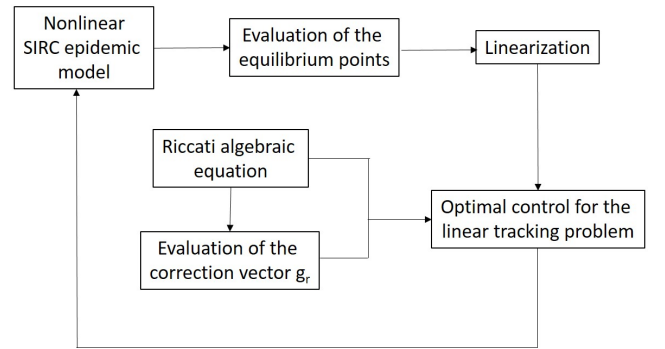 Nonlinear
SIRC epidemic
model
Evaluation of the
equilibrium points
Linearization
Riccati algebraic
equation
Optimal control for the
linear tracking problem
Evaluation of the
correction vector gr